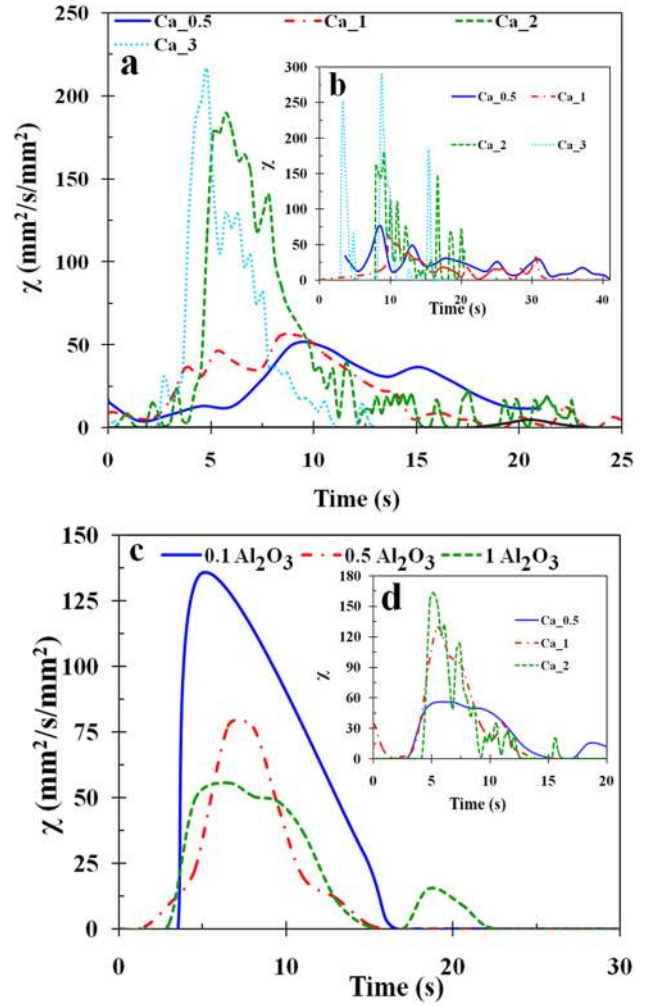 Ca_0.5 Ca_1 Ca_2
Ca_3
250
200
150
100
50
0
χ (mm²/s/mm²)
a
0 5 10 15 20 25
Time (s)
b
300
250
200
150
100
50
0
χ
Ca_0.5 Ca_1
Ca_2 Ca_3
0 10 20 30 40
Time (s)
c
0.1 Al₂O₃ 0.5 Al₂O₃ 1 Al₂O₃
150
125
100
75
50
25
0
χ (mm²/s/mm²)
0 10 20 30
Time (s)
d
180
150
120
90
60
30
0
χ
Ca_0.5
Ca_1
Ca_2
0 5 10 15 20
Time (s)